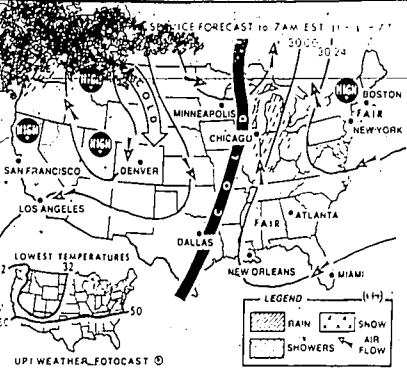 SERVICE FORECAST to 7AM EST
30.00
30.24
HIGH
COLD
HIGH
BOSTON
MINNEAPOLIS
FAIR
NEW YORK
HIGH
CHICAGO
HIGH
SAN FRANCISCO
DENVER
COLD
LOS ANGELES
FAIR
ATLANTA
DALLAS
LOWEST TEMPERATURES
32
NEW ORLEANS
MIAMI
50
LEGEND
RAIN
SNOW
SHOWERS
AIR FLOW
UPI WEATHER FOTOCAST ®